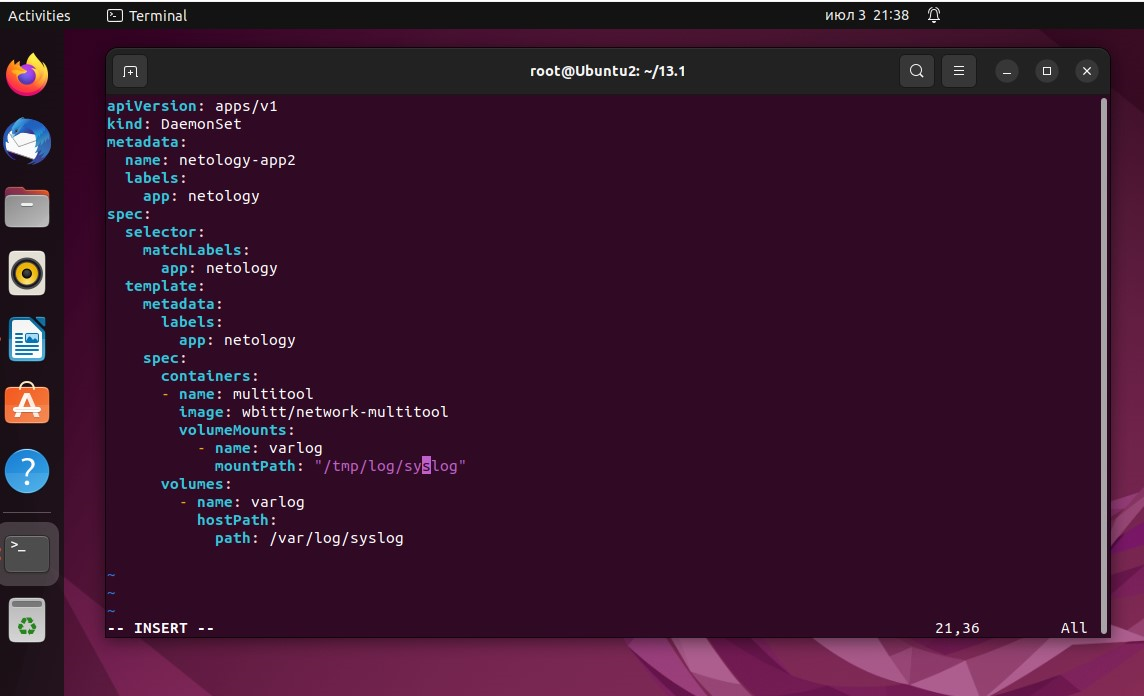 Activities Terminal июл 3 21:38
root@Ubuntu2: ~/13.1
apiVersion: apps/v1
kind: DaemonSet
metadata:
  name: netology-app2
  labels:
    app: netology
spec:
  selector:
    matchLabels:
      app: netology
  template:
    metadata:
      labels:
        app: netology
    spec:
      containers:
      - name: multitool
        image: wbitt/network-multitool
        volumeMounts:
          - name: varlog
            mountPath: "/tmp/log/syslog"
      volumes:
        - name: varlog
          hostPath:
            path: /var/log/syslog
~
~
~
-- INSERT -- 21,36 All